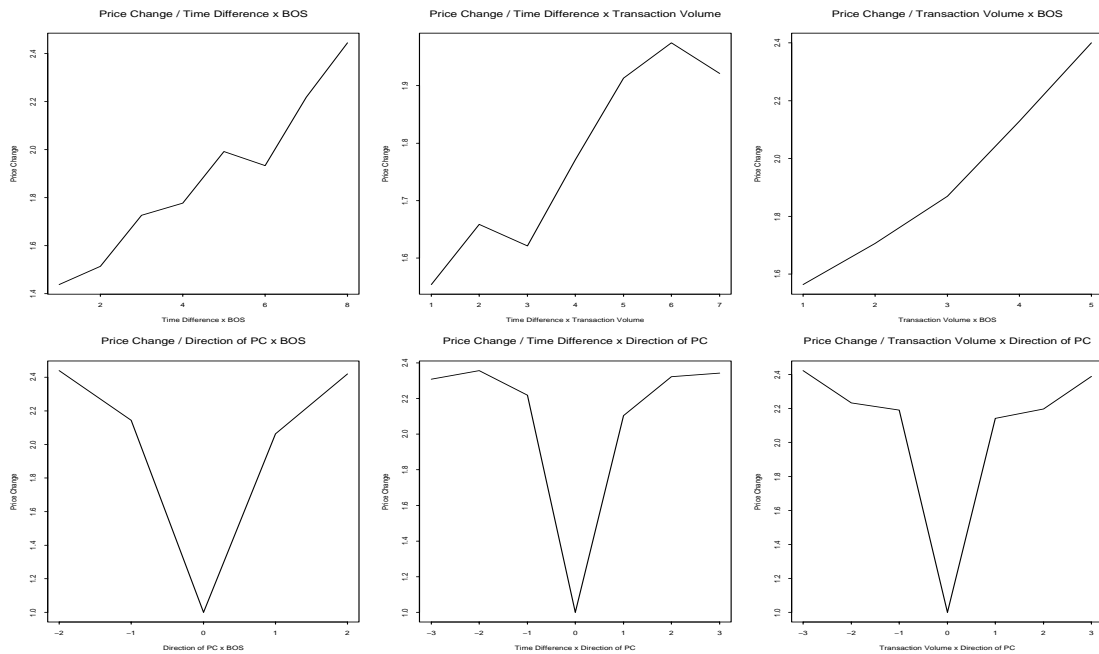 Price Change / Time Difference x BOS
Price Change
1.4 1.6 1.8 2.0 2.2 2.4
2 4 6 8
Time Difference x BOS
Price Change / Time Difference x Transaction Volume
Price Change
1.6 1.7 1.8 1.9
1 2 3 4 5 6 7
Time Difference x Transaction Volume
Price Change / Transaction Volume x BOS
Price Change
1.6 1.8 2.0 2.2 2.4
1 2 3 4 5
Transaction Volume x BOS
Price Change / Direction of PC x BOS
Price Change
1.0 1.2 1.4 1.6 1.8 2.0 2.2 2.4
−2 −1 0 1 2
Direction of PC x BOS
Price Change / Time Difference x Direction of PC
Price Change
1.0 1.2 1.4 1.6 1.8 2.0 2.2 2.4
−3 −2 −1 0 1 2 3
Time Difference x Direction of PC
Price Change / Transaction Volume x Direction of PC
Price Change
1.0 1.2 1.4 1.6 1.8 2.0 2.2 2.4
−3 −2 −1 0 1 2 3
Transaction Volume x Direction of PC